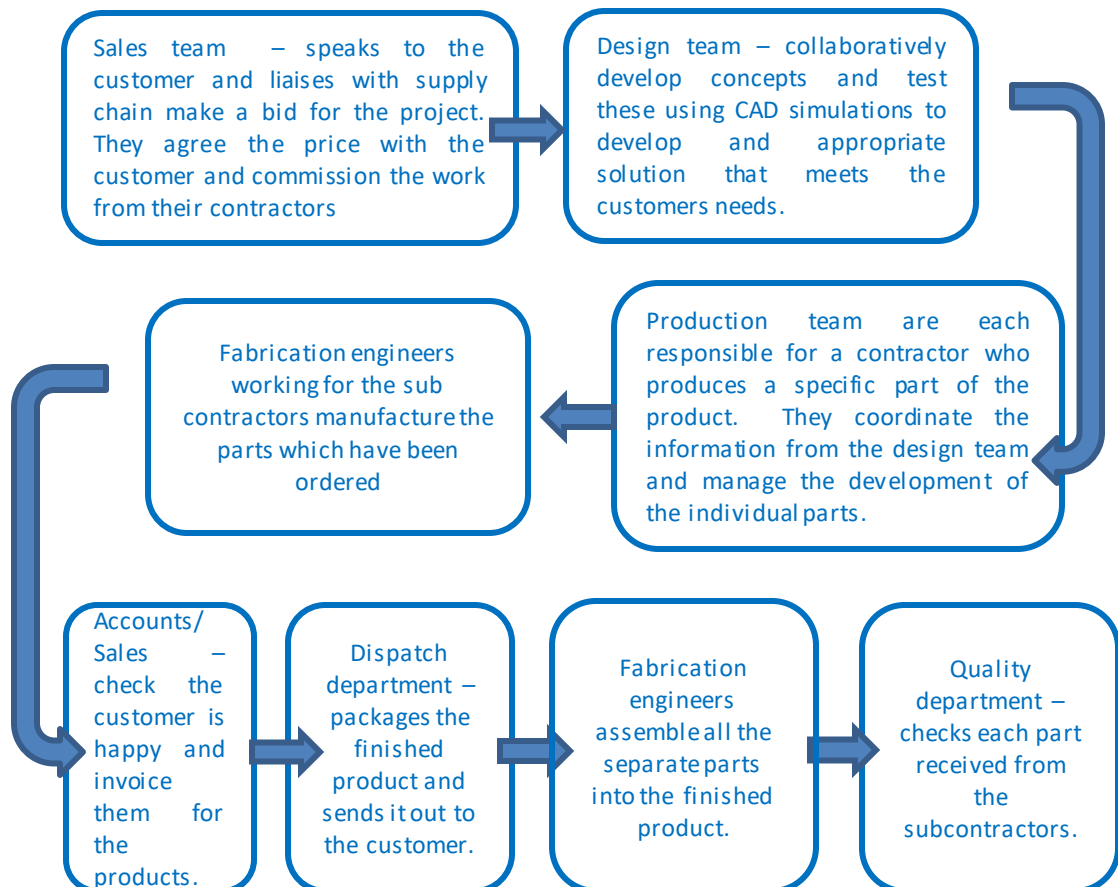 Sales team – speaks to the
customer and liaises with supply
chain make a bid for the project.
They agree the price with the
customer and commission the work
from their contractors
Design team – collaboratively
develop concepts and test
these using CAD simulations to
develop and appropriate
solution that meets the
customers needs.
Production team are each
responsible for a contractor who
produces a specific part of the
product. They coordinate the
information from the design team
and manage the development of
the individual parts.
Fabrication engineers
working for the sub
contractors manufacture the
parts which have been
ordered
Accounts/
Sales –
check the
customer is
happy and
invoice
them for
the
products.
Dispatch
department –
packages the
finished
product and
sends it out to
the customer.
Fabrication
engineers
assemble all the
separate parts
into the finished
product.
Quality
department –
checks each part
received from
the
subcontractors.